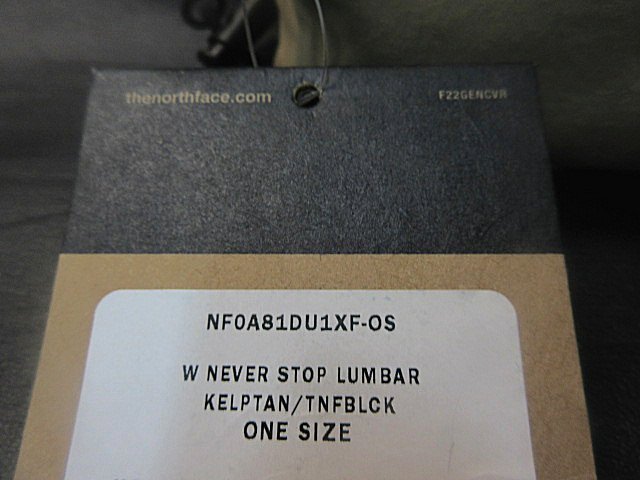 thenorthface.com F22GENCVR
NF0A81DU1XF-OS
W NEVER STOP LUMBAR
KELPTAN/TNFBLCK
ONE SIZE